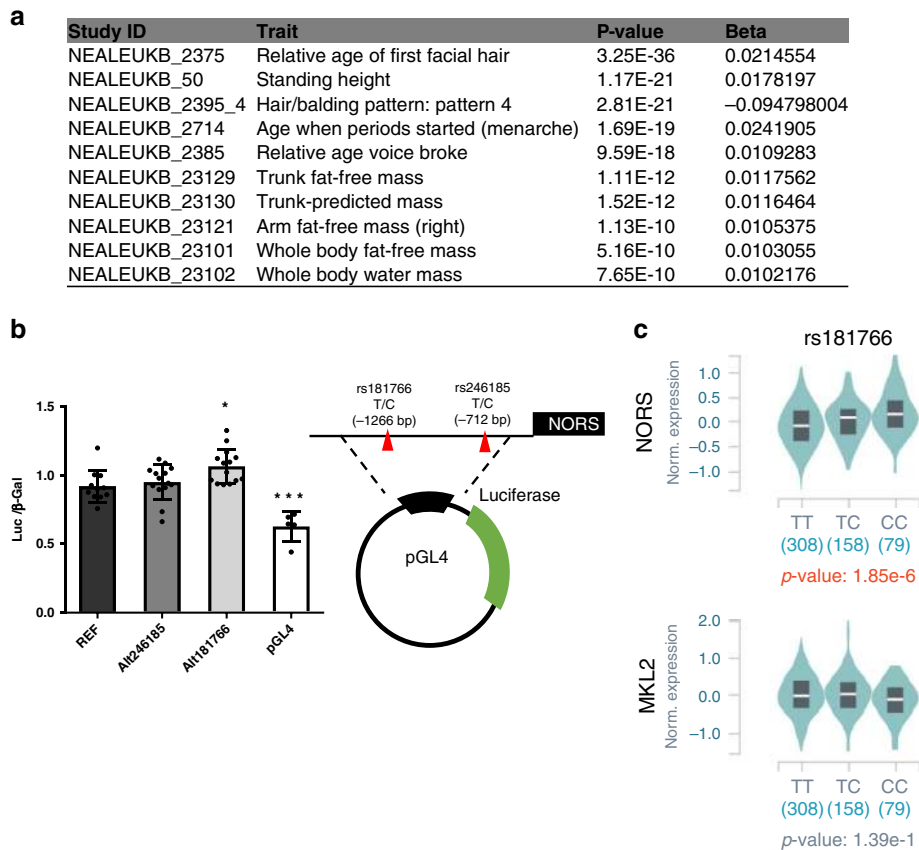 a
Study ID Trait P-value Beta
NEALEUKB_2375 Relative age of first facial hair 3.25E-36 0.0214554
NEALEUKB_50 Standing height 1.17E-21 0.0178197
NEALEUKB_2395_4 Hair/balding pattern: pattern 4 2.81E-21 −0.094798004
NEALEUKB_2714 Age when periods started (menarche) 1.69E-19 0.0241905
NEALEUKB_2385 Relative age voice broke 9.59E-18 0.0109283
NEALEUKB_23129 Trunk fat-free mass 1.11E-12 0.0117562
NEALEUKB_23130 Trunk-predicted mass 1.52E-12 0.0116464
NEALEUKB_23121 Arm fat-free mass (right) 1.13E-10 0.0105375
NEALEUKB_23101 Whole body fat-free mass 5.16E-10 0.0103055
NEALEUKB_23102 Whole body water mass 7.65E-10 0.0102176
b
Luc /β-Gal
1.5
1.0
0.5
0.0
*
***
REF
Alt246185
Alt181766
pGL4
rs181766
T/C
(−1266 bp)
rs246185
T/C
(−712 bp)
NORS
Luciferase
pGL4
c
rs181766
NORS
Norm. expression
1.0
0.5
0.0
−0.5
−1.0
TT TC CC
(308) (158) (79)
p-value: 1.85e-6
MKL2
Norm. expression
2.0
1.0
0.0
−1.0
TT TC CC
(308) (158) (79)
p-value: 1.39e-1